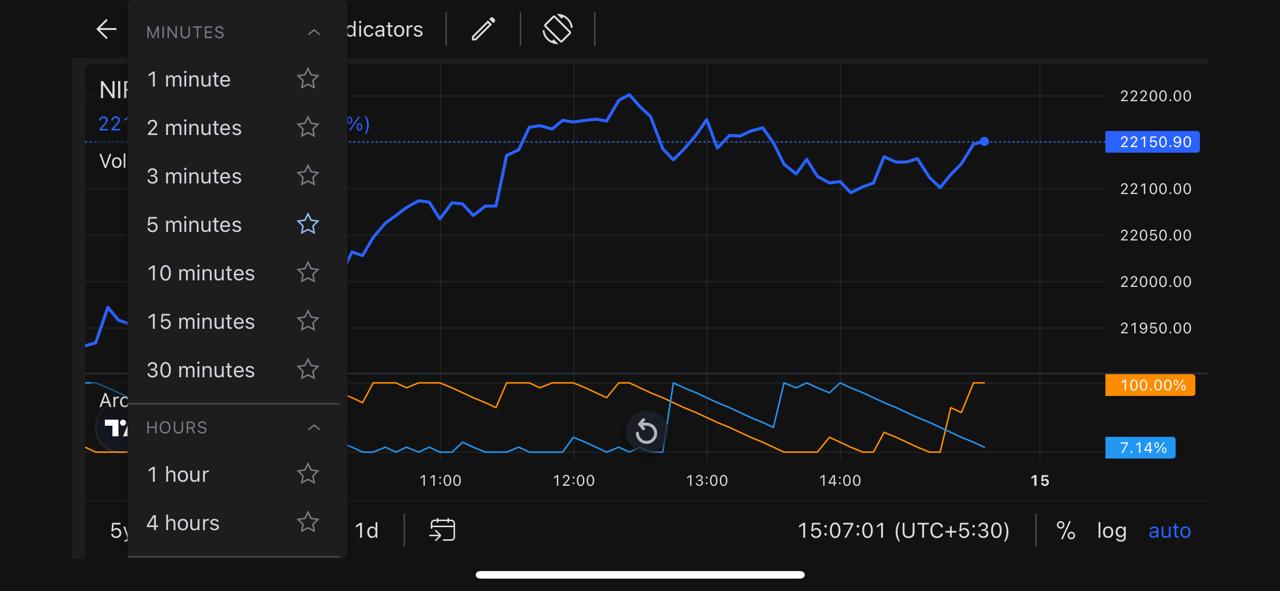 MINUTES
dicators
1 minute
2 minutes
3 minutes
5 minutes
10 minutes
15 minutes
30 minutes
HOURS
1 hour
4 hours
NIF
221
%)
Vol
22200.00
22150.90
22100.00
22050.00
22000.00
21950.00
Aro
100.00%
7.14%
11:00
12:00
13:00
14:00
15
5y
1d
15:07:01 (UTC+5:30)
%
log
auto